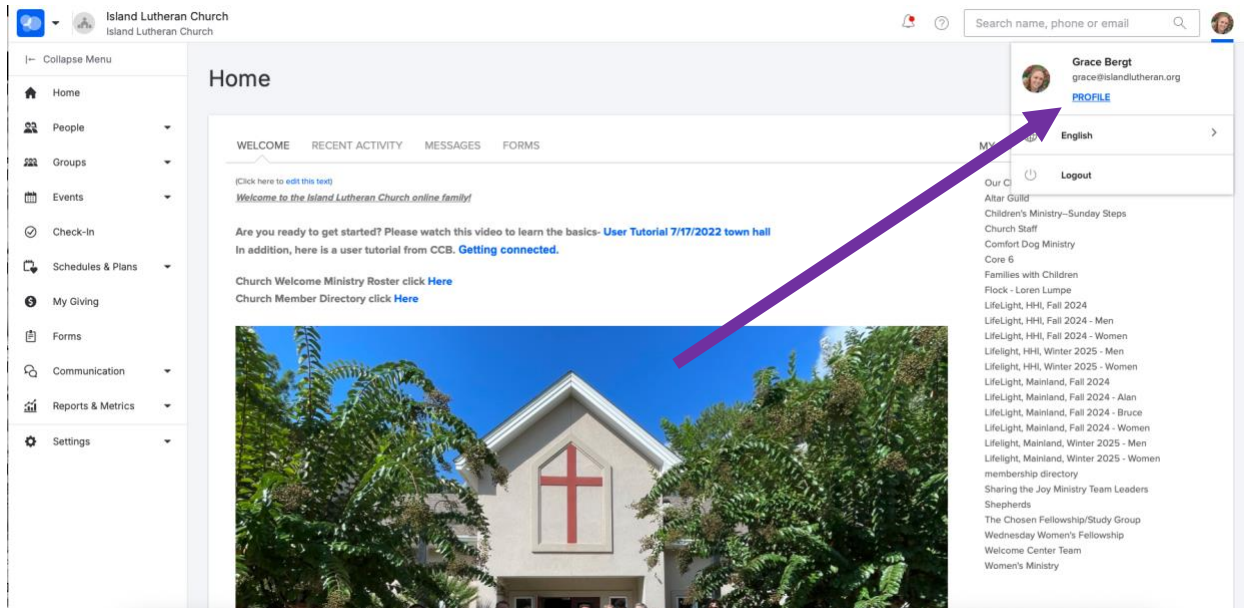 Island Lutheran Church
Island Lutheran Church
Search name, phone or email
Collapse Menu
Home
People
Groups
Events
Check-In
Schedules & Plans
My Giving
Forms
Communication
Reports & Metrics
Settings
Home
WELCOME RECENT ACTIVITY MESSAGES FORMS
(Click here to edit this text)
Welcome to the Island Lutheran Church online family!
Are you ready to get started? Please watch this video to learn the basics- User Tutorial 7/17/2022 town hall
In addition, here is a user tutorial from CCB. Getting connected.
Church Welcome Ministry Roster click Here
Church Member Directory click Here
Grace Bergt
grace@islandlutheran.org
PROFILE
English
Logout
MY
Our C
Altar Guild
Children's Ministry--Sunday Steps
Church Staff
Comfort Dog Ministry
Core 6
Families with Children
Flock - Loren Lumpe
LifeLight, HHI, Fall 2024
LifeLight, HHI, Fall 2024 - Men
LifeLight, HHI, Fall 2024 - Women
Lifelight, HHI, Winter 2025 - Men
Lifelight, HHI, Winter 2025 - Women
LifeLight, Mainland, Fall 2024
LifeLight, Mainland, Fall 2024 - Alan
LifeLight, Mainland, Fall 2024 - Bruce
LifeLight, Mainland, Fall 2024 - Women
Lifelight, Mainland, Winter 2025 - Men
Lifelight, Mainland, Winter 2025 - Women
membership directory
Sharing the Joy Ministry Team Leaders
Shepherds
The Chosen Fellowship/Study Group
Wednesday Women's Fellowship
Welcome Center Team
Women's Ministry